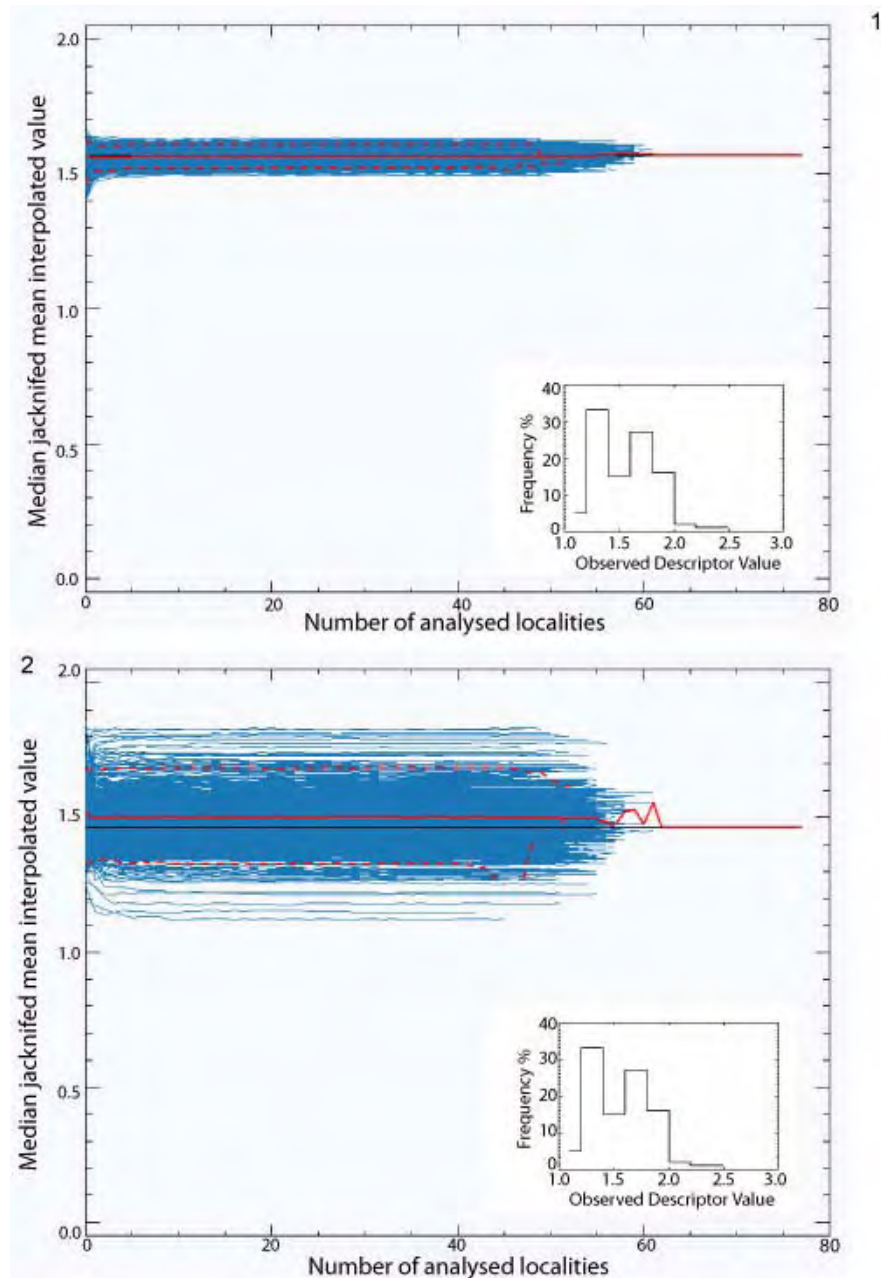 1
Median jacknifed mean interpolated value
2.0
1.5
1.0
0.5
0.0
0 20 40 60 80
Number of analysed localities
Frequency %
40
30
20
10
0
1.0 1.5 2.0 2.5 3.0
Observed Descriptor Value
2
Median jacknifed mean interpolated value
2.0
1.5
1.0
0.5
0.0
0 20 40 60 80
Number of analysed localities
Frequency %
40
30
20
10
0
1.0 1.5 2.0 2.5 3.0
Observed Descriptor Value